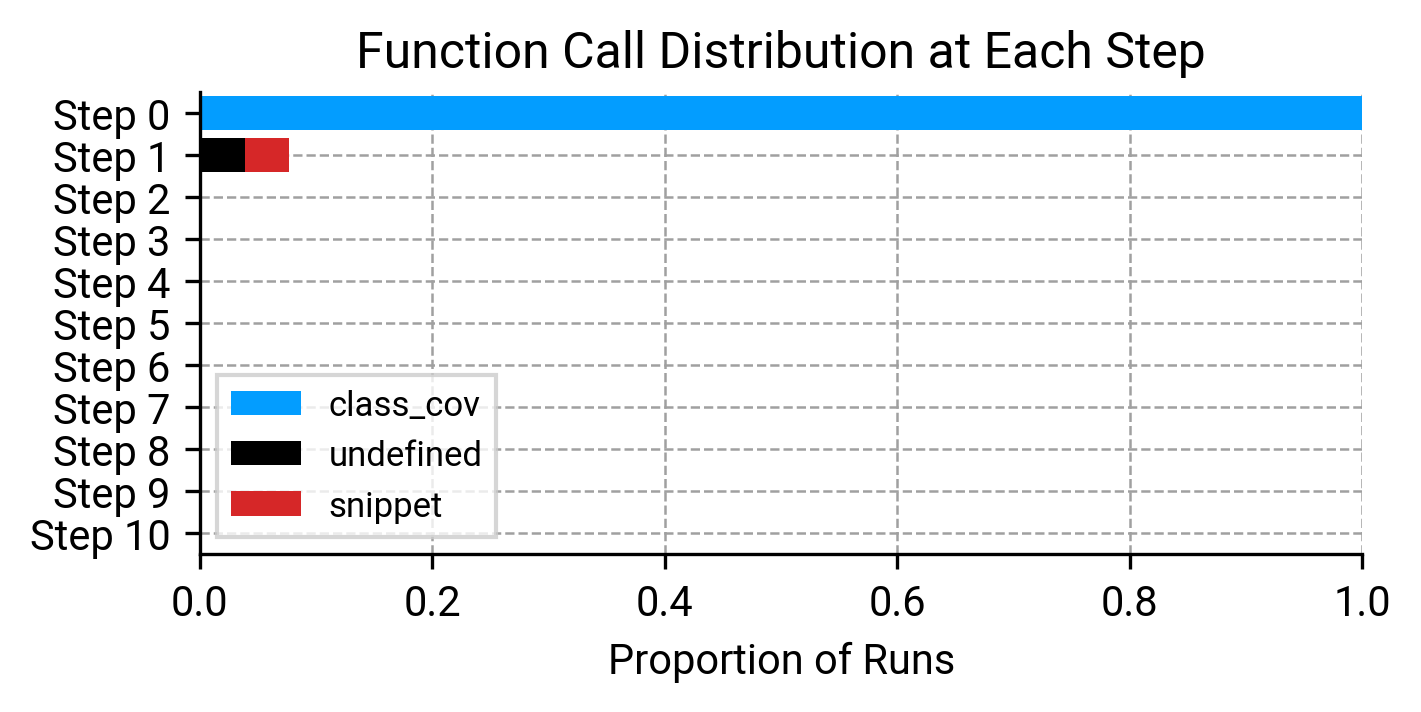 Function Call Distribution at Each Step
Step 0
Step 1
Step 2
Step 3
Step 4
Step 5
Step 6
Step 7
Step 8
Step 9
Step 10
class_cov
undefined
snippet
0.0 0.2 0.4 0.6 0.8 1.0
Proportion of Runs